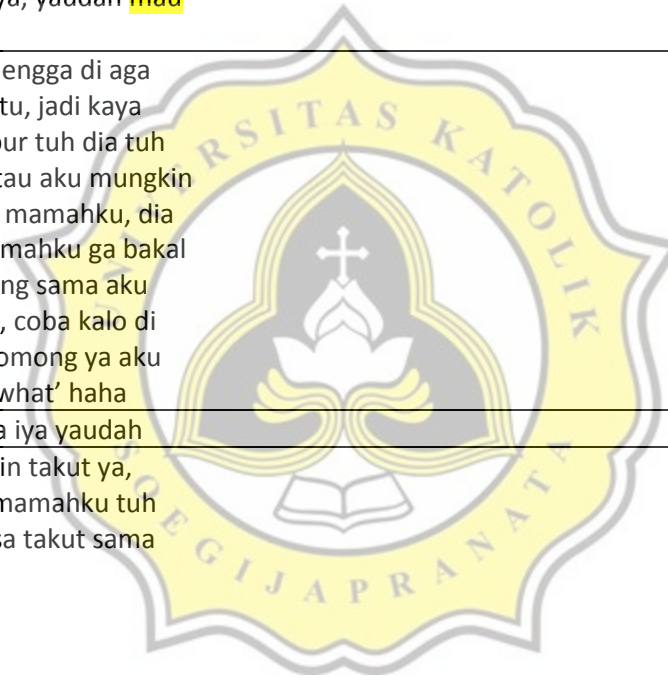 ya, yaudah mau
engga di aga
tu, jadi kaya
our tuh dia tuh
tau aku mungkin
mamahku, dia
mahku ga bakal
ng sama aku
, coba kalo di
omong ya aku
what’ haha
a iya yaudah
in takut ya,
mamahku tuh
sa takut sama
UNIVERSITAS KATOLIK
SOEGIJAPRANATA